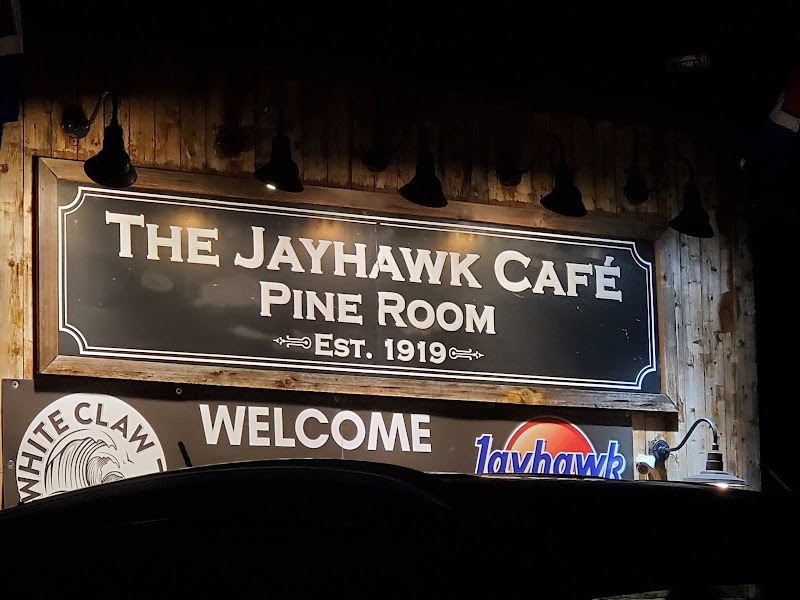 THE JAYHAWK CAFÉ
PINE ROOM
EST. 1919
WHITE CLAW
WELCOME
Jayhawk